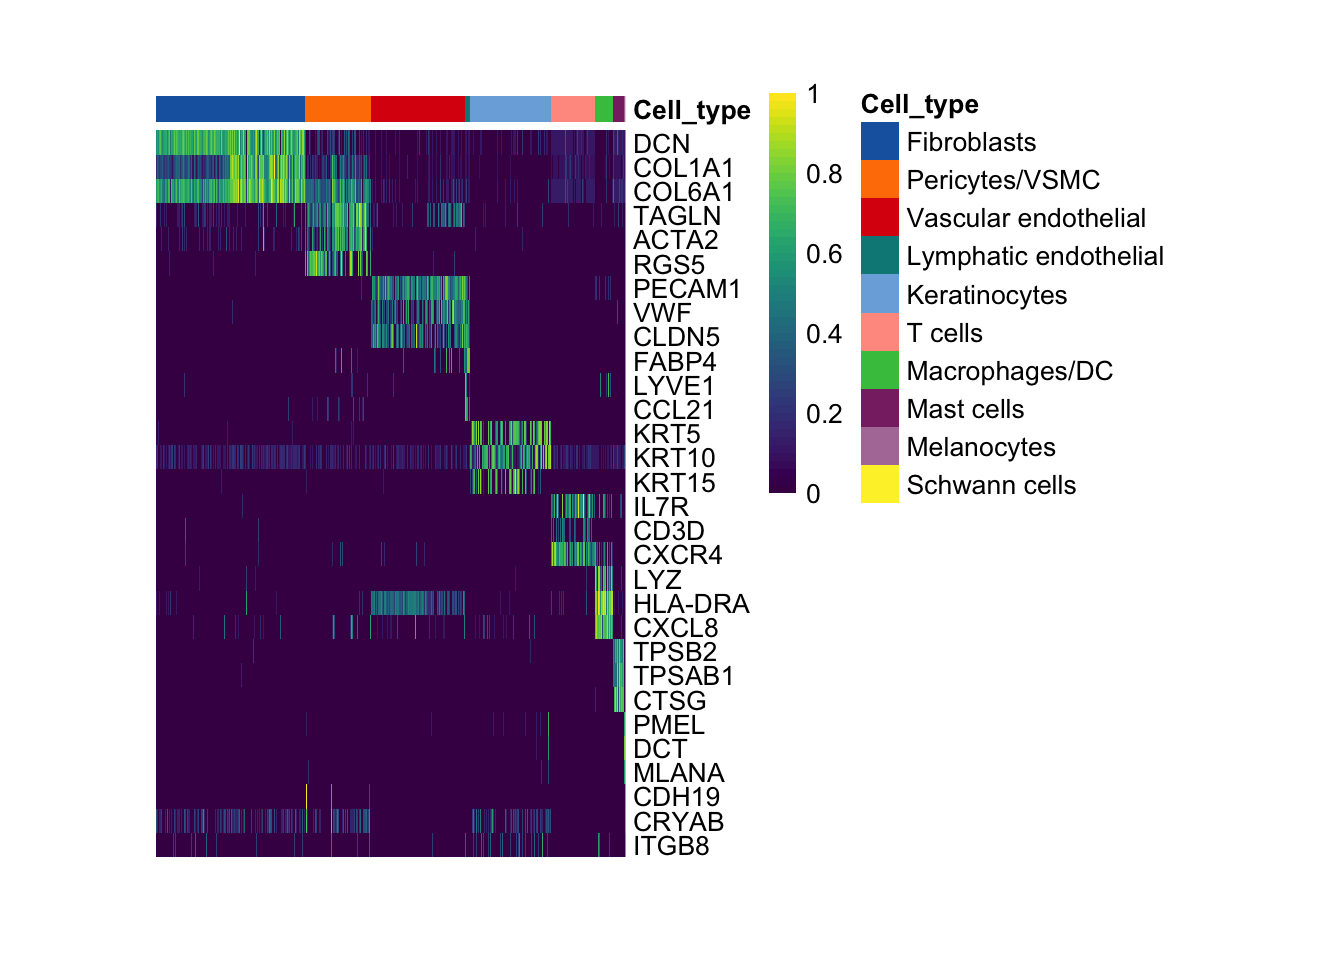 Cell_type
DCN
COL1A1
COL6A1
TAGLN
ACTA2
RGS5
PECAM1
VWF
CLDN5
FABP4
LYVE1
CCL21
KRT5
KRT10
KRT15
IL7R
CD3D
CXCR4
LYZ
HLA-DRA
CXCL8
TPSB2
TPSAB1
CTSG
PMEL
DCT
MLANA
CDH19
CRYAB
ITGB8
1
0.8
0.6
0.4
0.2
0
Cell_type
Fibroblasts
Pericytes/VSMC
Vascular endothelial
Lymphatic endothelial
Keratinocytes
T cells
Macrophages/DC
Mast cells
Melanocytes
Schwann cells